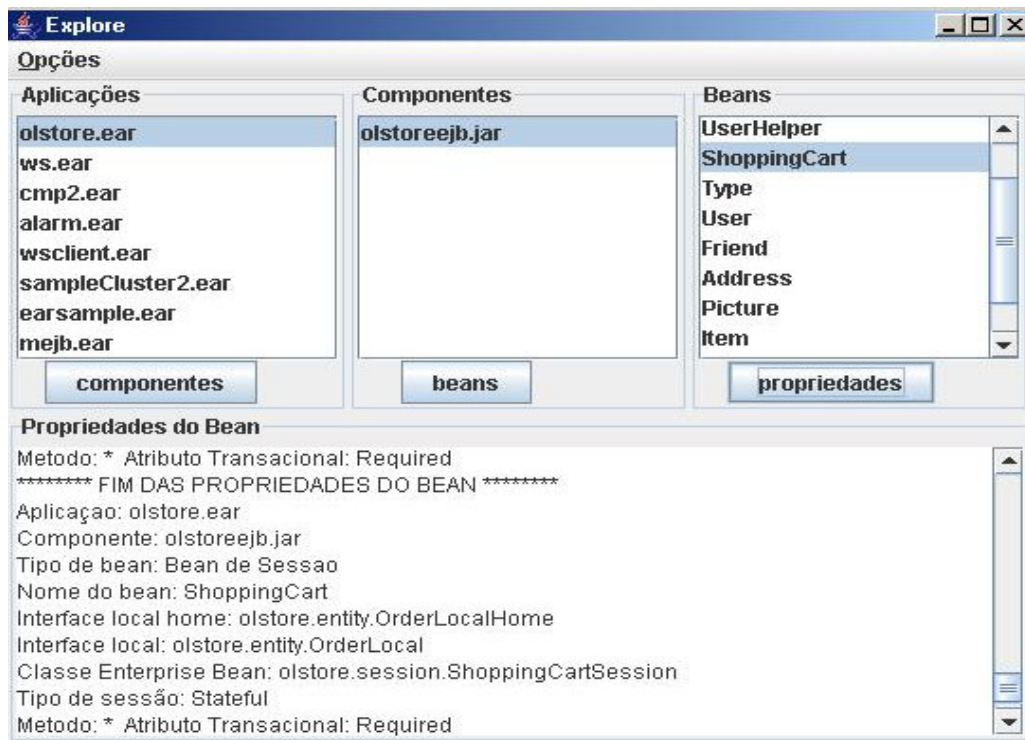 Explore
Opções
Aplicações
olstore.ear
ws.ear
cmp2.ear
alarm.ear
wsclient.ear
sampleCluster2.ear
earsample.ear
mejb.ear
componentes
Componentes
olstoreejb.jar
beans
Beans
UserHelper
ShoppingCart
Type
User
Friend
Address
Picture
Item
propriedades
Propriedades do Bean
Metodo: * Atributo Transacional: Required
******** FIM DAS PROPRIEDADES DO BEAN ********
Aplicaçao: olstore.ear
Componente: olstoreejb.jar
Tipo de bean: Bean de Sessao
Nome do bean: ShoppingCart
Interface local home: olstore.entity.OrderLocalHome
Interface local: olstore.entity.OrderLocal
Classe Enterprise Bean: olstore.session.ShoppingCartSession
Tipo de sessão: Stateful
Metodo: * Atributo Transacional: Required